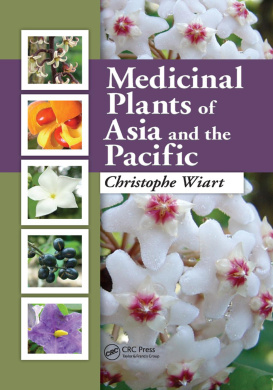 Medicinal
Plants of
Asia and the
Pacific
Christophe Wiart
CRC Press
Taylor & Francis Group